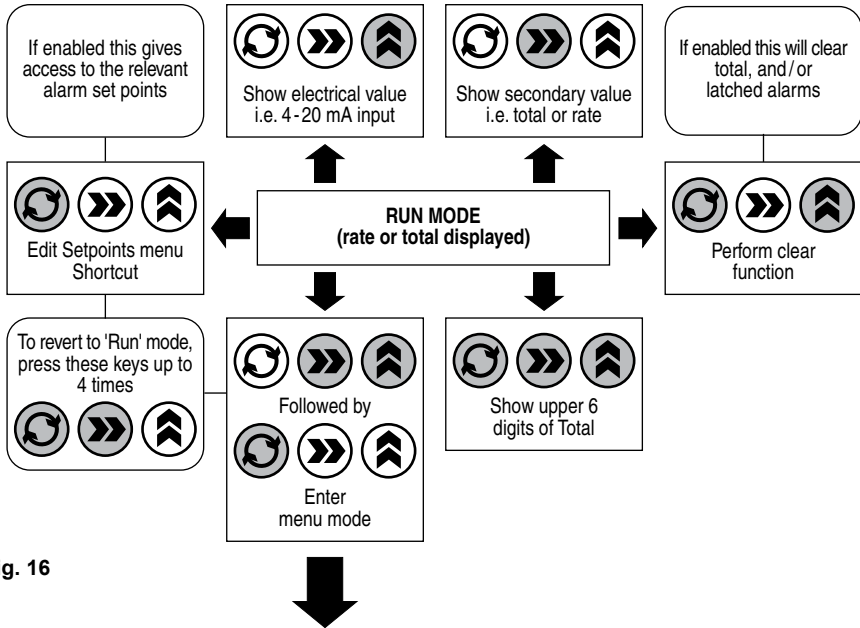 If enabled this gives
access to the relevant
alarm set points
Show electrical value
i.e. 4-20 mA input
Show secondary value
i.e. total or rate
If enabled this will clear
total, and/or
latched alarms
Edit Setpoints menu
Shortcut
RUN MODE
(rate or total displayed)
Perform clear
function
To revert to 'Run' mode,
press these keys up to
4 times
Followed by
Enter
menu mode
Show upper 6
digits of Total
g. 16